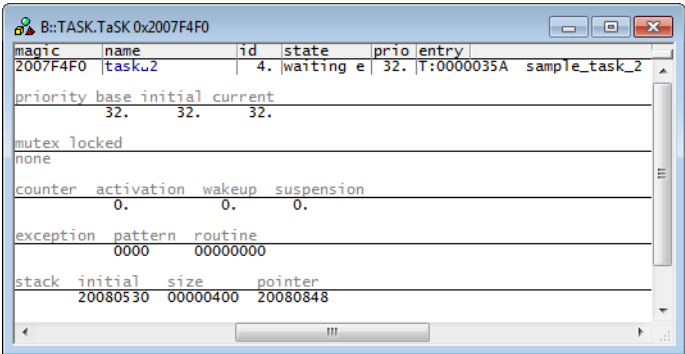 B::TASK.TaSK 0x2007F4F0
magic name id state prio entry
2007F4F0 task␣2 4. waiting e 32. T:0000035A sample_task_2
priority base initial current
32. 32. 32.
mutex locked
none
counter activation wakeup suspension
0. 0. 0.
exception pattern routine
0000 00000000
stack initial size pointer
20080530 00000400 20080848